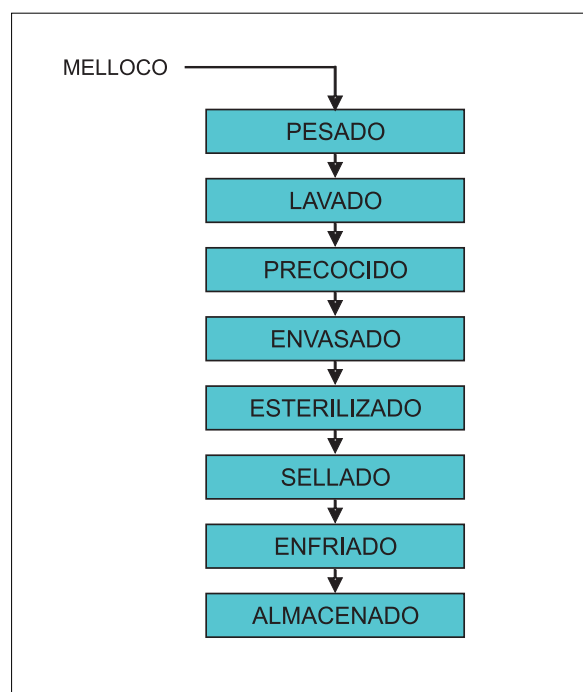 MELLOCO
PESADO
LAVADO
PRECOCIDO
ENVASADO
ESTERILIZADO
SELLADO
ENFRIADO
ALMACENADO